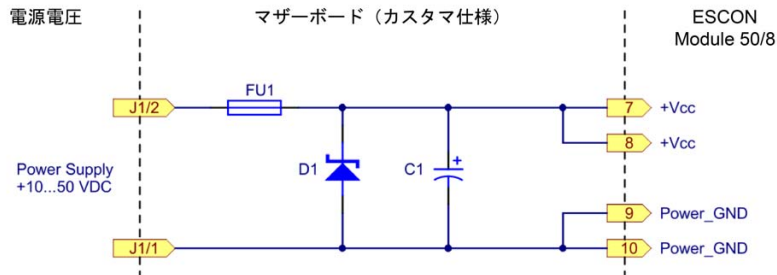 電源電圧
マザーボード（カスタマ仕様）
ESCON
Module 50/8
FU1
J1/2
7 +Vcc
8 +Vcc
Power Supply
+10...50 VDC
D1
C1
+
9 Power_GND
J1/1
10 Power_GND